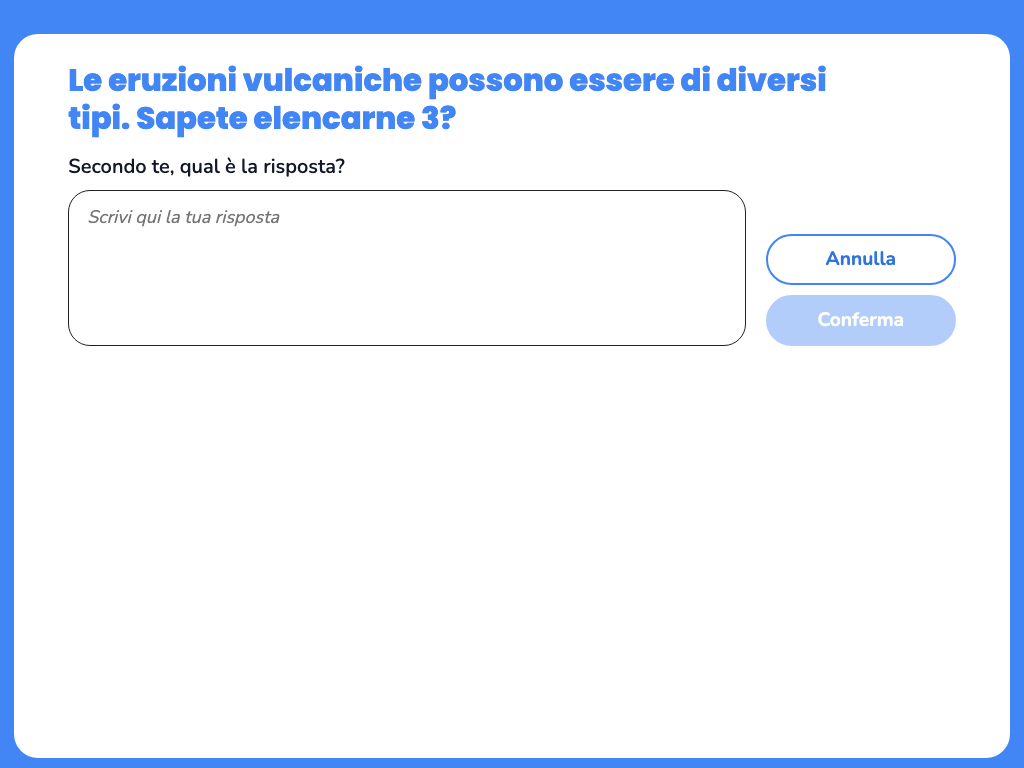 Le eruzioni vulcaniche possono essere di diversi
tipi. Sapete elencarne 3?
Secondo te, qual è la risposta?
Scrivi qui la tua risposta
Annulla
Conferma